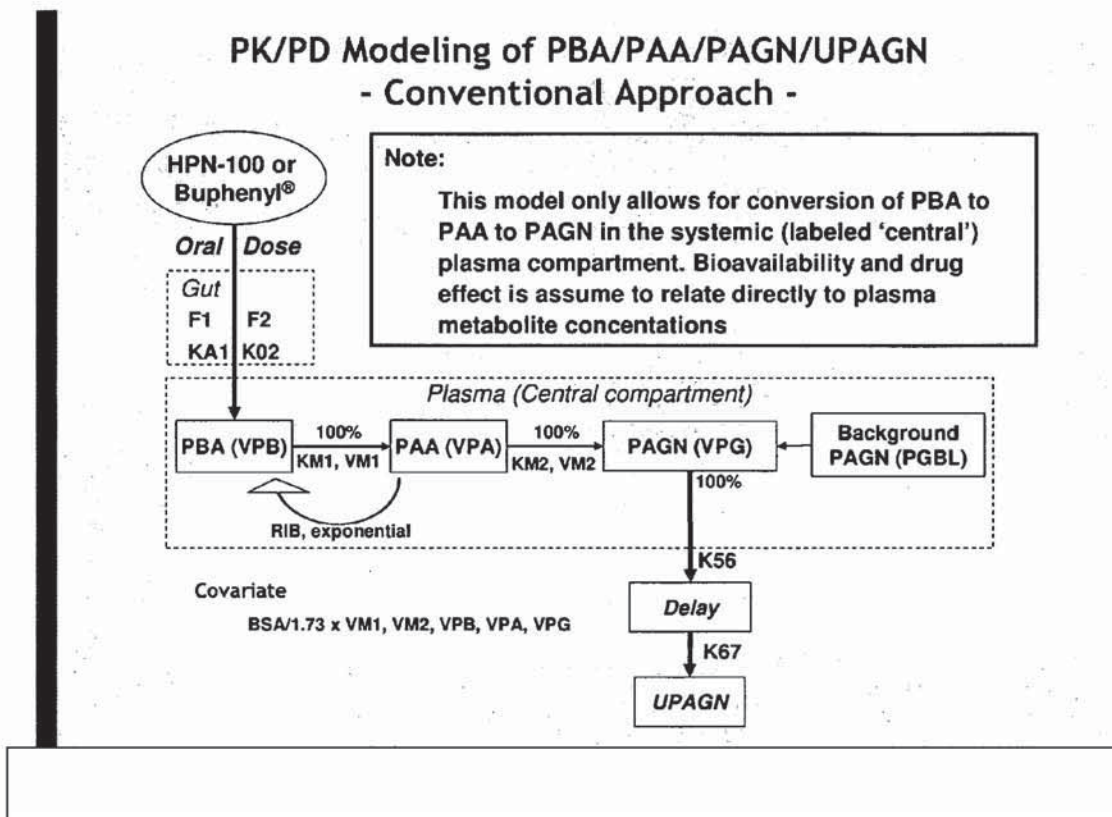 PK/PD Modeling of PBA/PAA/PAGN/UPAGN
- Conventional Approach -
HPN-100 or
Buphenyl®
Note:
This model only allows for conversion of PBA to
PAA to PAGN in the systemic (labeled 'central')
plasma compartment. Bioavailability and drug
effect is assume to relate directly to plasma
metabolite concentations
Oral Dose
Gut
F1 F2
KA1 K02
Plasma (Central compartment)
PBA (VPB)
100%
KM1, VM1
PAA (VPA)
100%
KM2, VM2
PAGN (VPG)
Background
PAGN (PGBL)
100%
RIB, exponential
K56
Covariate
BSA/1.73 x VM1, VM2, VPB, VPA, VPG
Delay
K67
UPAGN